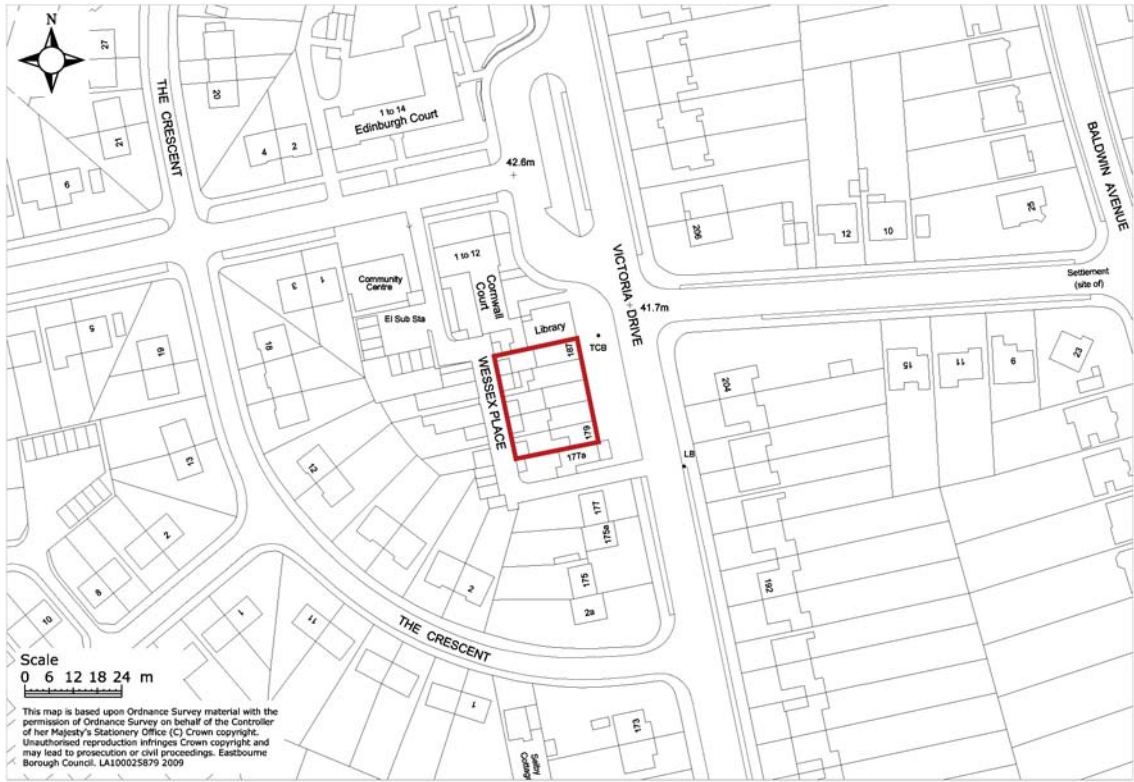 N
27
20
21
THE CRESCENT
1 to 14
Edinburgh Court
4
2
6
42.6m
206
12
10
25
BALDWIN AVENUE
1 to 12
Cornwall
Court
Community
Centre
1
3
VICTORIA DRIVE
41.7m
Settlement
(site of)
El Sub Sta
Library
TCB
187
5
19
18
WESSEX PLACE
204
15
11
9
23
179
177a
LB
13
12
177
175a
2
2
175
192
8
2a
10
1
11
THE CRESCENT
1
173
Selby
Cottage
Scale
0 6 12 18 24 m
This map is based upon Ordnance Survey material with the
permission of Ordnance Survey on behalf of the Controller
of her Majesty's Stationery Office (C) Crown copyright.
Unauthorised reproduction infringes Crown copyright and
may lead to prosecution or civil proceedings. Eastbourne
Borough Council. LA100025879 2009